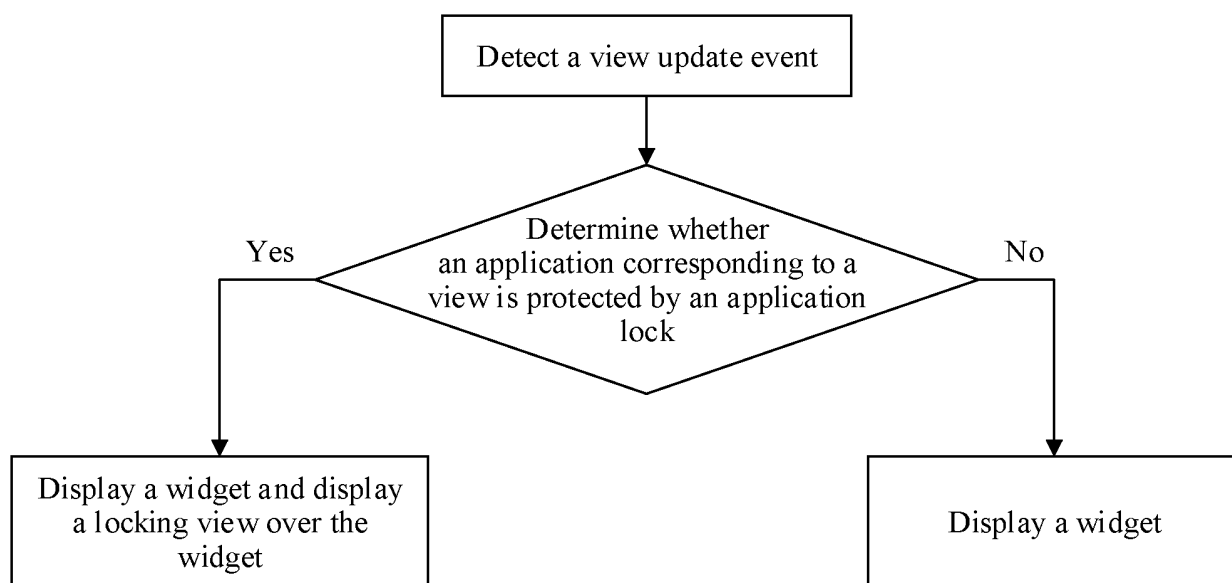 Detect a view update event
Determine whether
an application corresponding to a
view is protected by an application
lock
Yes
No
Display a widget and display
a locking view over the
widget
Display a widget